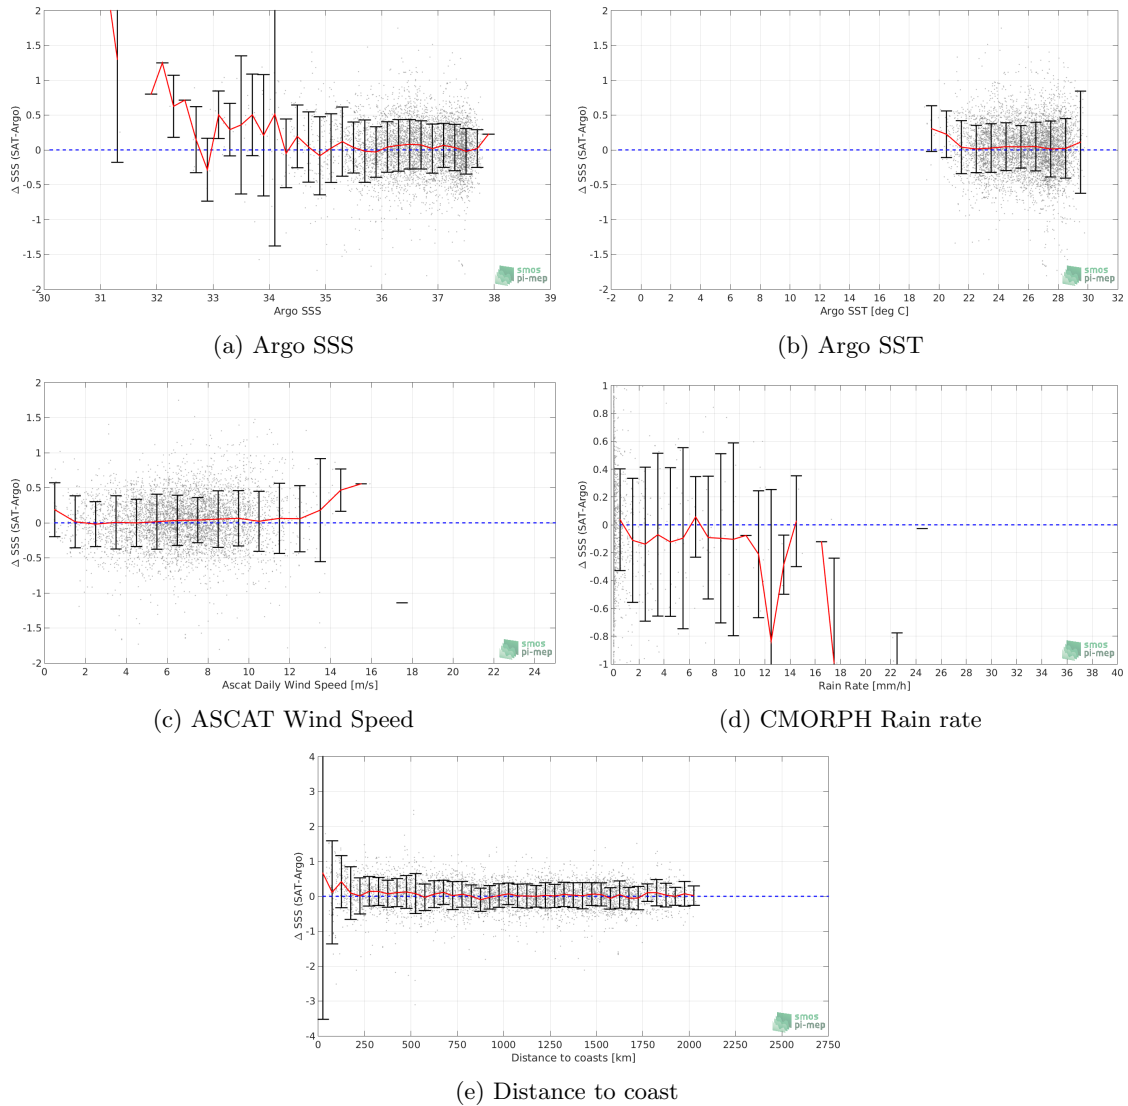 2
1.5
1
0.5
0
-0.5
-1
-1.5
-2
Δ SSS (SAT-Argo)
30 31 32 33 34 35 36 37 38 39
Argo SSS
smos
pi-mep
(a) Argo SSS
2
1.5
1
0.5
0
-0.5
-1
-1.5
-2
Δ SSS (SAT-Argo)
-2 0 2 4 6 8 10 12 14 16 18 20 22 24 26 28 30 32
Argo SST [deg C]
smos
pi-mep
(b) Argo SST
2
1.5
1
0.5
0
-0.5
-1
-1.5
-2
Δ SSS (SAT-Argo)
0 2 4 6 8 10 12 14 16 18 20 22 24
Ascat Daily Wind Speed [m/s]
smos
pi-mep
(c) ASCAT Wind Speed
1
0.8
0.6
0.4
0.2
0
-0.2
-0.4
-0.6
-0.8
-1
Δ SSS (SAT-Argo)
0 2 4 6 8 10 12 14 16 18 20 22 24 26 28 30 32 34 36 38 40
Rain Rate [mm/h]
smos
pi-mep
(d) CMORPH Rain rate
4
3
2
1
0
-1
-2
-3
-4
Δ SSS (SAT-Argo)
0 250 500 750 1000 1250 1500 1750 2000 2250 2500 2750
Distance to coasts [km]
smos
pi-mep
(e) Distance to coast